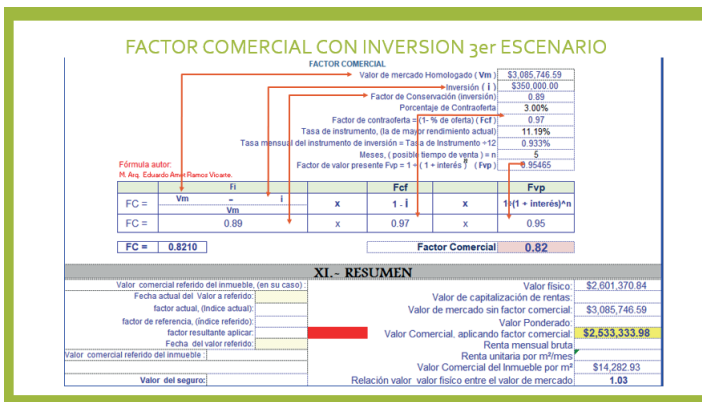 FACTOR COMERCIAL CON INVERSION 3er ESCENARIO
FACTOR COMERCIAL
Valor de mercado Homologado ( Vm ) $3,085,746.59
Inversión ( i ) $350,000.00
Factor de Conservación (inversión) 0.89
Porcentaje de Contraoferta 3.00%
Factor de contraoferta = (1- % de oferta) ( Fcf ) 0.97
Tasa de instrumento, (la de mayor rendimiento actual) 11.19%
Tasa mensual del instrumento de inversión = Tasa de Instrumento ÷12 0.933%
Meses, ( posible tiempo de venta ) = n 5
Factor de valor presente Fvp = 1 ÷ ( 1 + interés )n ( Fvp ) 0.95465
Fórmula autor:
M. Arq. Eduardo Amet Ramos Vicarte.
Fi Fcf Fvp
FC = Vm - i x 1 - i x 1÷(1 + interés)^n
Vm
FC = 0.89 x 0.97 x 0.95
FC = 0.8210 Factor Comercial 0.82
XI.- RESUMEN
Valor comercial referido del inmueble, (en su caso) : Valor físico: $2,601,370.84
Fecha actual del Valor a referido: Valor de capitalización de rentas:
factor actual, (Indice actual): Valor de mercado sin factor comercial: $3,085,746.59
factor de referencia, (índice referido): Valor Ponderado:
factor resultante aplicar: Valor Comercial, aplicando factor comercial: $2,533,333.98
Fecha del valor referido: Renta mensual bruta
Valor comercial referido del inmueble : Renta unitaria por m²/mes
Valor Comercial del Inmueble por m² $14,282.93
Valor del seguro: Relación valor valor fisico entre el valor de mercado 1.03